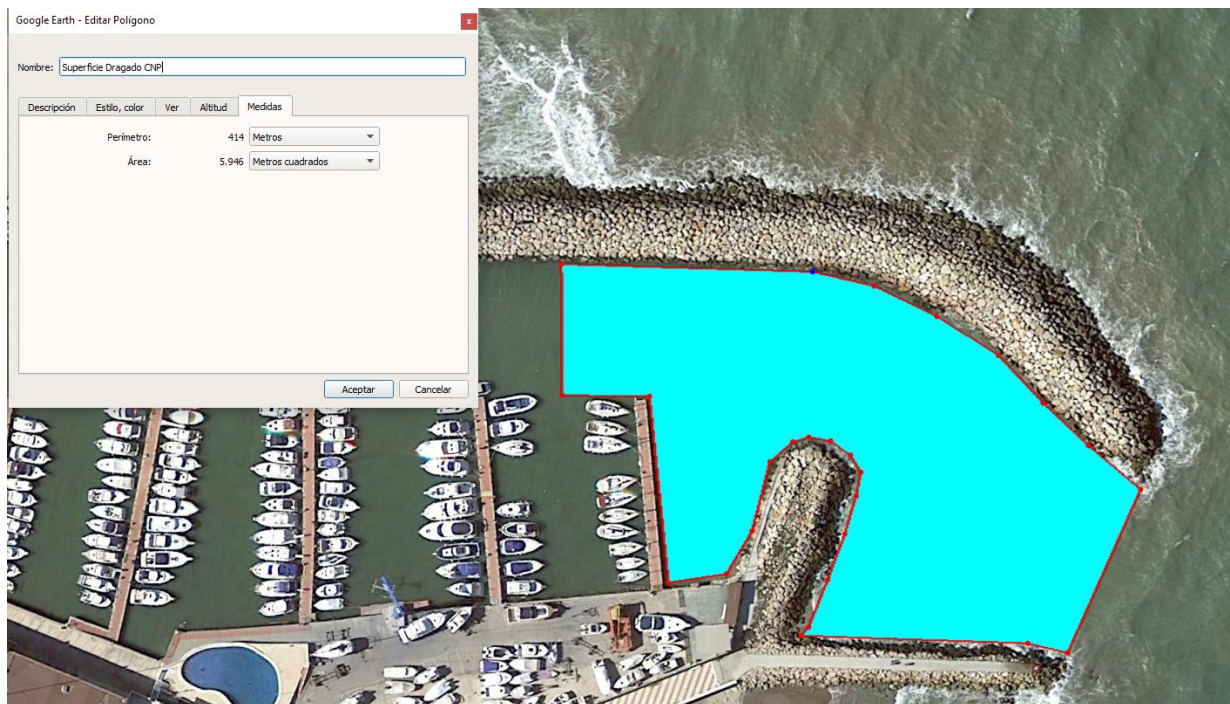 Google Earth - Editar Polígono
x
Nombre: Superficie Dragado CNP
Descripción Estilo, color Ver Altitud Medidas
Perímetro: 414 Metros
Área: 5.946 Metros cuadrados
Aceptar Cancelar